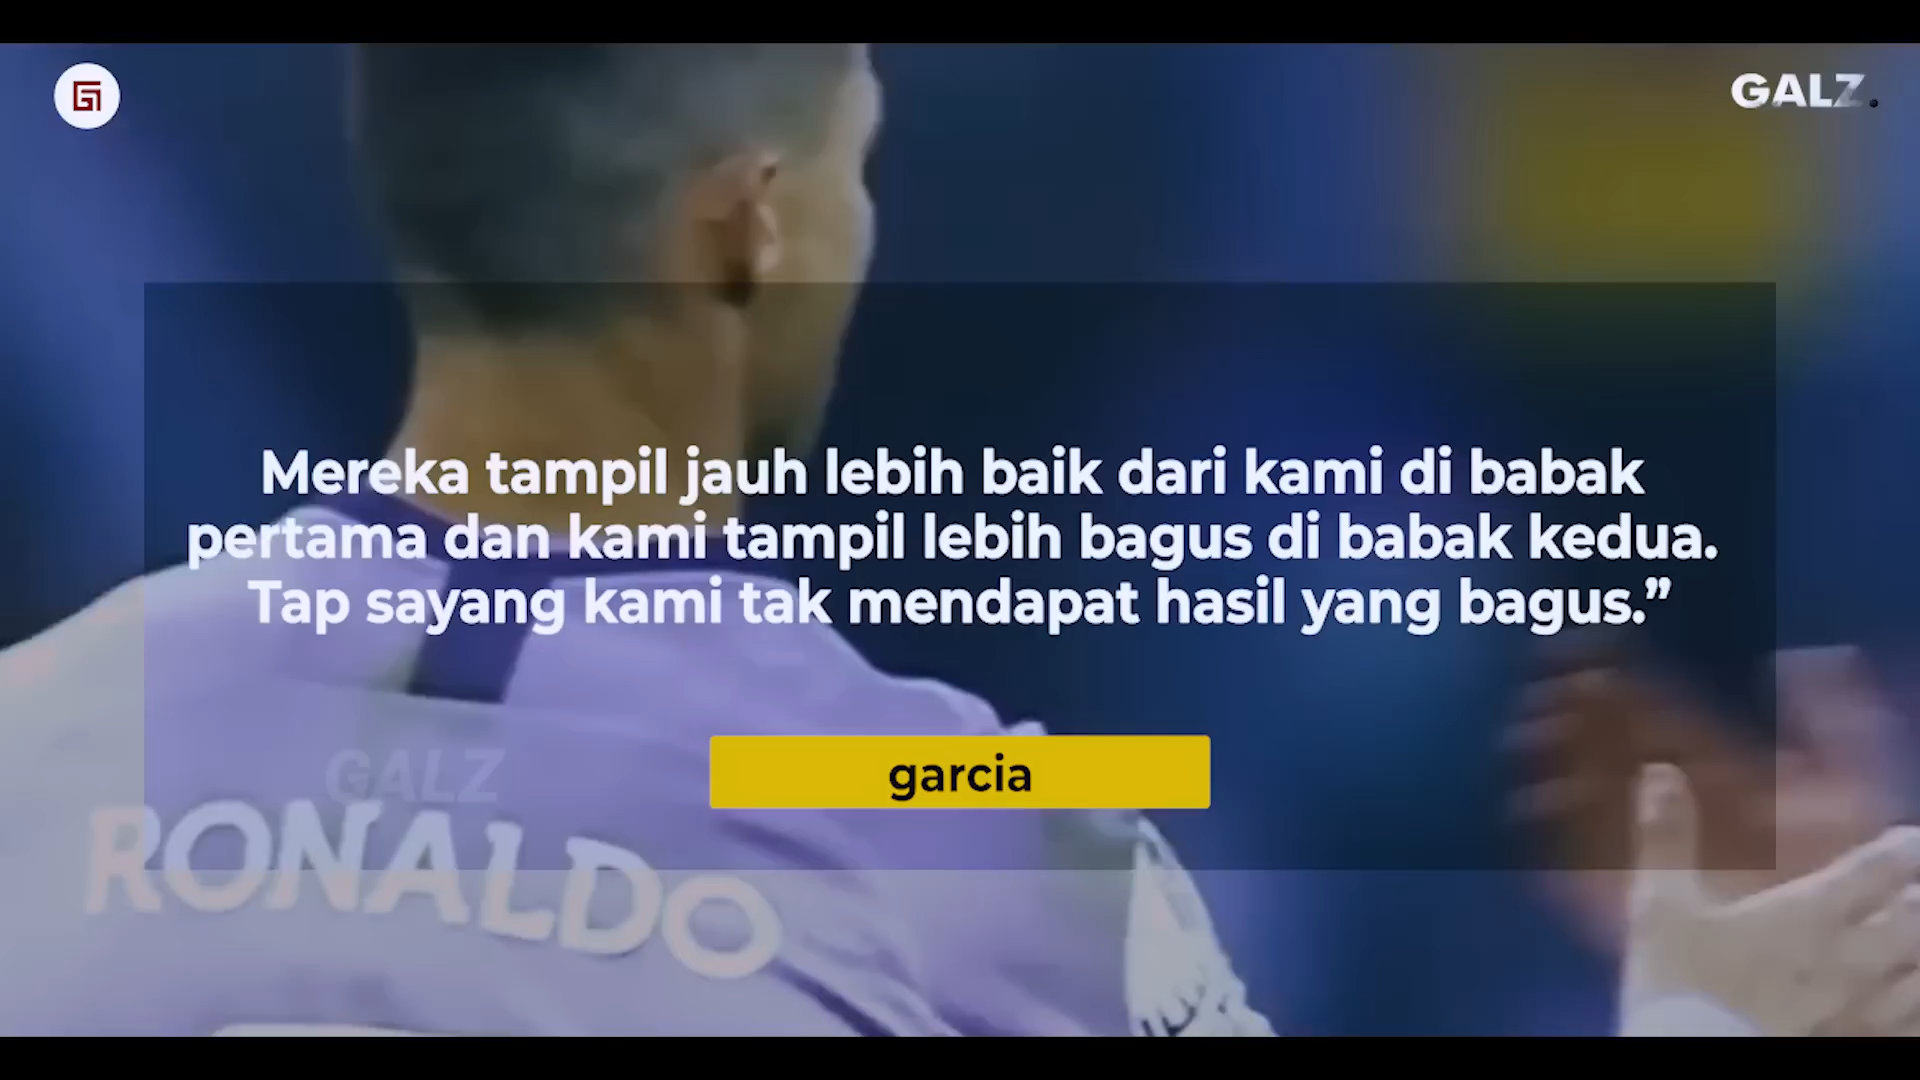 GALZ.
Mereka tampil jauh lebih baik dari kami di babak
pertama dan kami tampil lebih bagus di babak kedua.
Tap sayang kami tak mendapat hasil yang bagus.”
garcia
GALZ
RONALDO